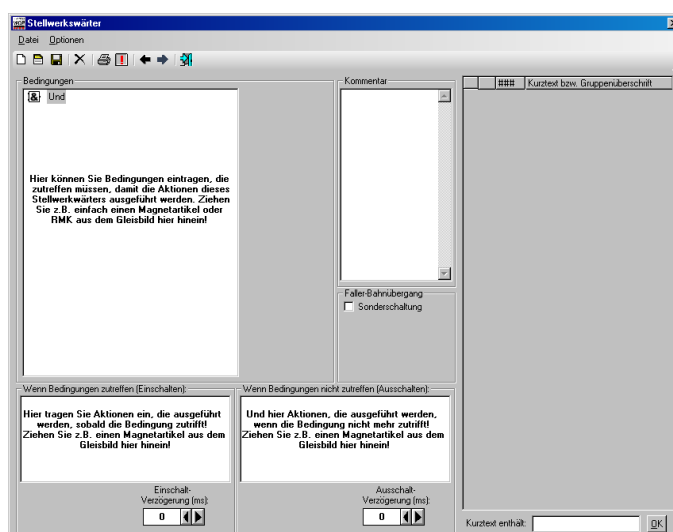 Stellwerkswärter
Datei Optionen
Bedingungen
& Und
Hier können Sie Bedingungen eintragen, die
zutreffen müssen, damit die Aktionen dieses
Stellwerkwärters ausgeführt werden. Ziehen
Sie z.B. einfach einen Magnetartikel oder
RMK aus dem Gleisbild hier hinein!
Kommentar
Faller-Bahnübergang
Sonderschaltung
### Kurztext bzw. Gruppenüberschrift
Wenn Bedingungen zutreffen (Einschalten):
Hier tragen Sie Aktionen ein, die ausgeführt
werden, sobald die Bedingung zutrifft!
Ziehen Sie z.B. einen Magnetartikel aus dem
Gleisbild hier hinein!
Einschalt-
Verzögerung (ms):
0
Wenn Bedingungen nicht zutreffen (Ausschalten):
Und hier Aktionen, die ausgeführt werden,
wenn die Bedingung nicht mehr zutrifft!
Ziehen Sie z.B. einen Magnetartikel aus dem
Gleisbild hier hinein!
Ausschalt-
Verzögerung (ms):
0
Kurztext enthält: OK